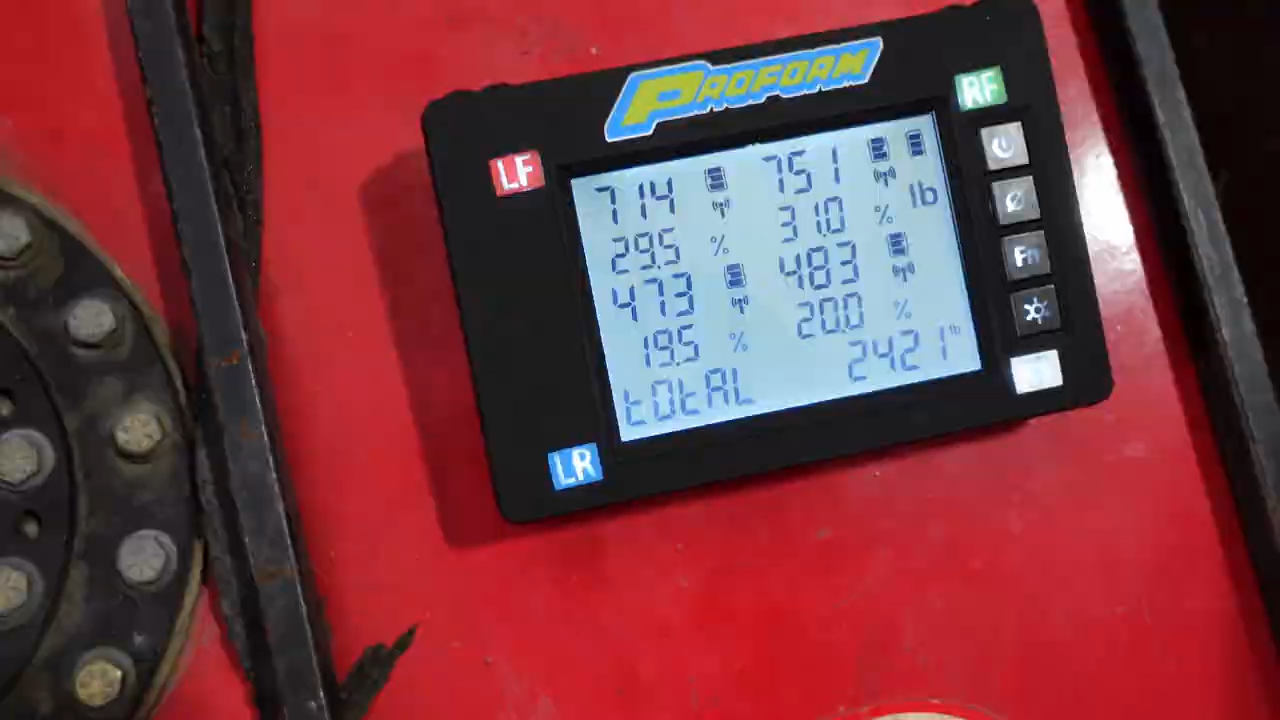 PROFORM
LF
RF
714 751 lb
29.5 % 31.0 %
473 483
19.5 % 20.0 %
tOtAL 2421 lb
Fn
LR